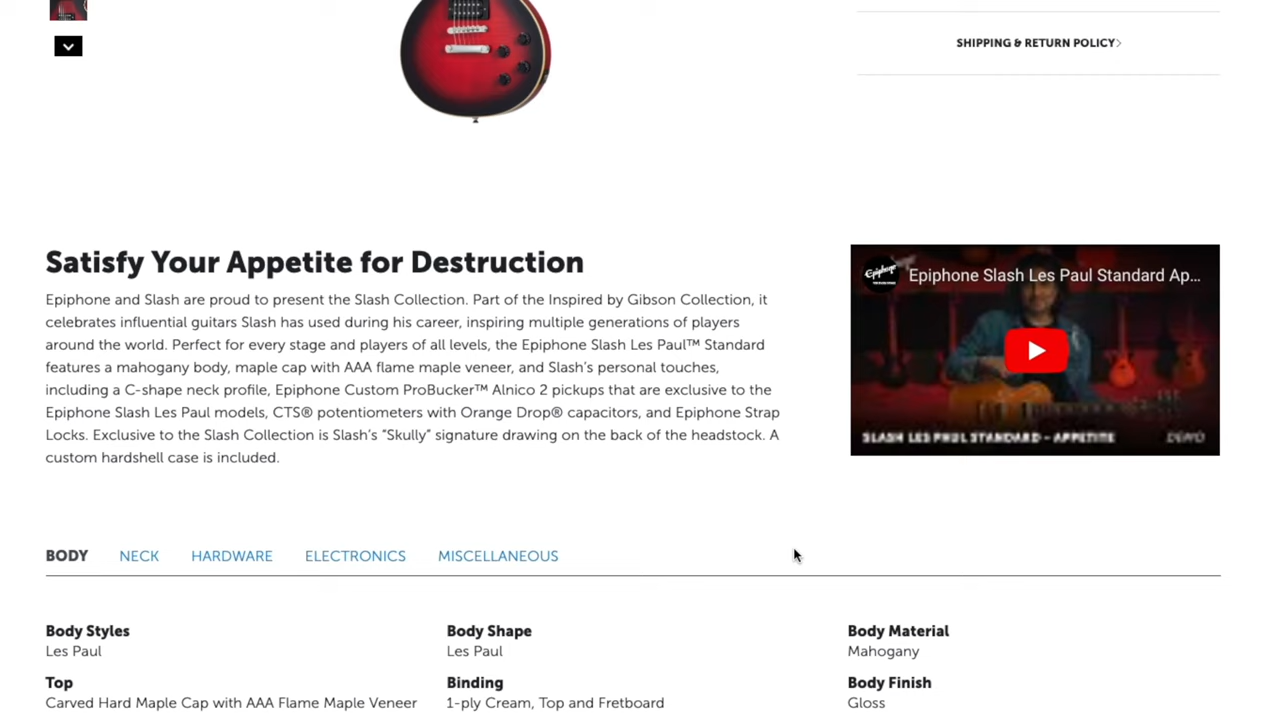 SHIPPING & RETURN POLICY
Satisfy Your Appetite for Destruction
Epiphone and Slash are proud to present the Slash Collection. Part of the Inspired by Gibson Collection, it
celebrates influential guitars Slash has used during his career, inspiring multiple generations of players
around the world. Perfect for every stage and players of all levels, the Epiphone Slash Les Paul™ Standard
features a mahogany body, maple cap with AAA flame maple veneer, and Slash’s personal touches,
including a C-shape neck profile, Epiphone Custom ProBucker™ Alnico 2 pickups that are exclusive to the
Epiphone Slash Les Paul models, CTS® potentiometers with Orange Drop® capacitors, and Epiphone Strap
Locks. Exclusive to the Slash Collection is Slash’s “Skully” signature drawing on the back of the headstock. A
custom hardshell case is included.
Epiphone
Epiphone Slash Les Paul Standard Ap...
SLASH LES PAUL STANDARD - APPETITE
DEMO
BODY
NECK
HARDWARE
ELECTRONICS
MISCELLANEOUS
Body Styles
Les Paul
Body Shape
Les Paul
Body Material
Mahogany
Top
Carved Hard Maple Cap with AAA Flame Maple Veneer
Binding
1-ply Cream, Top and Fretboard
Body Finish
Gloss